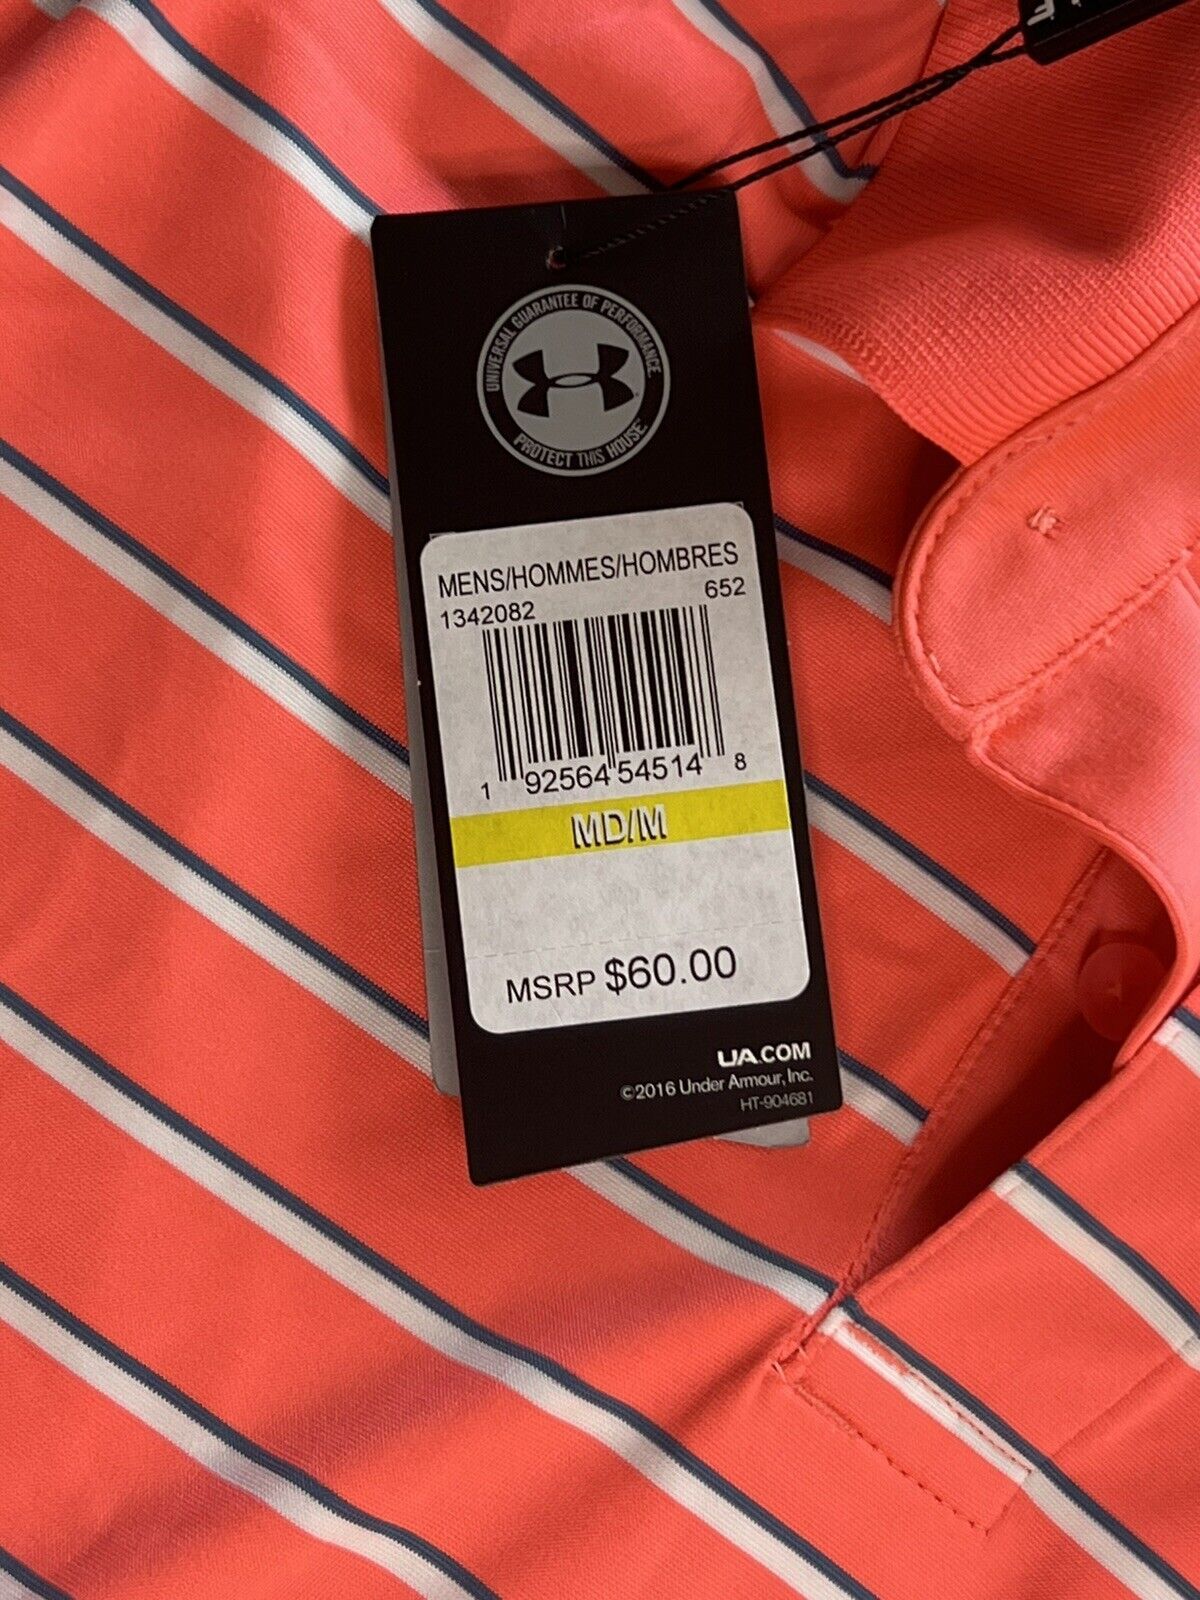 UNIVERSAL GUARANTEE OF PERFORMANCE.
PROTECT THIS HOUSE.
MENS/HOMMES/HOMBRES
1342082 652
1 92564 54514 8
MD/M
MSRP $60.00
UA.COM
©2016 Under Armour, Inc.
HT-904681